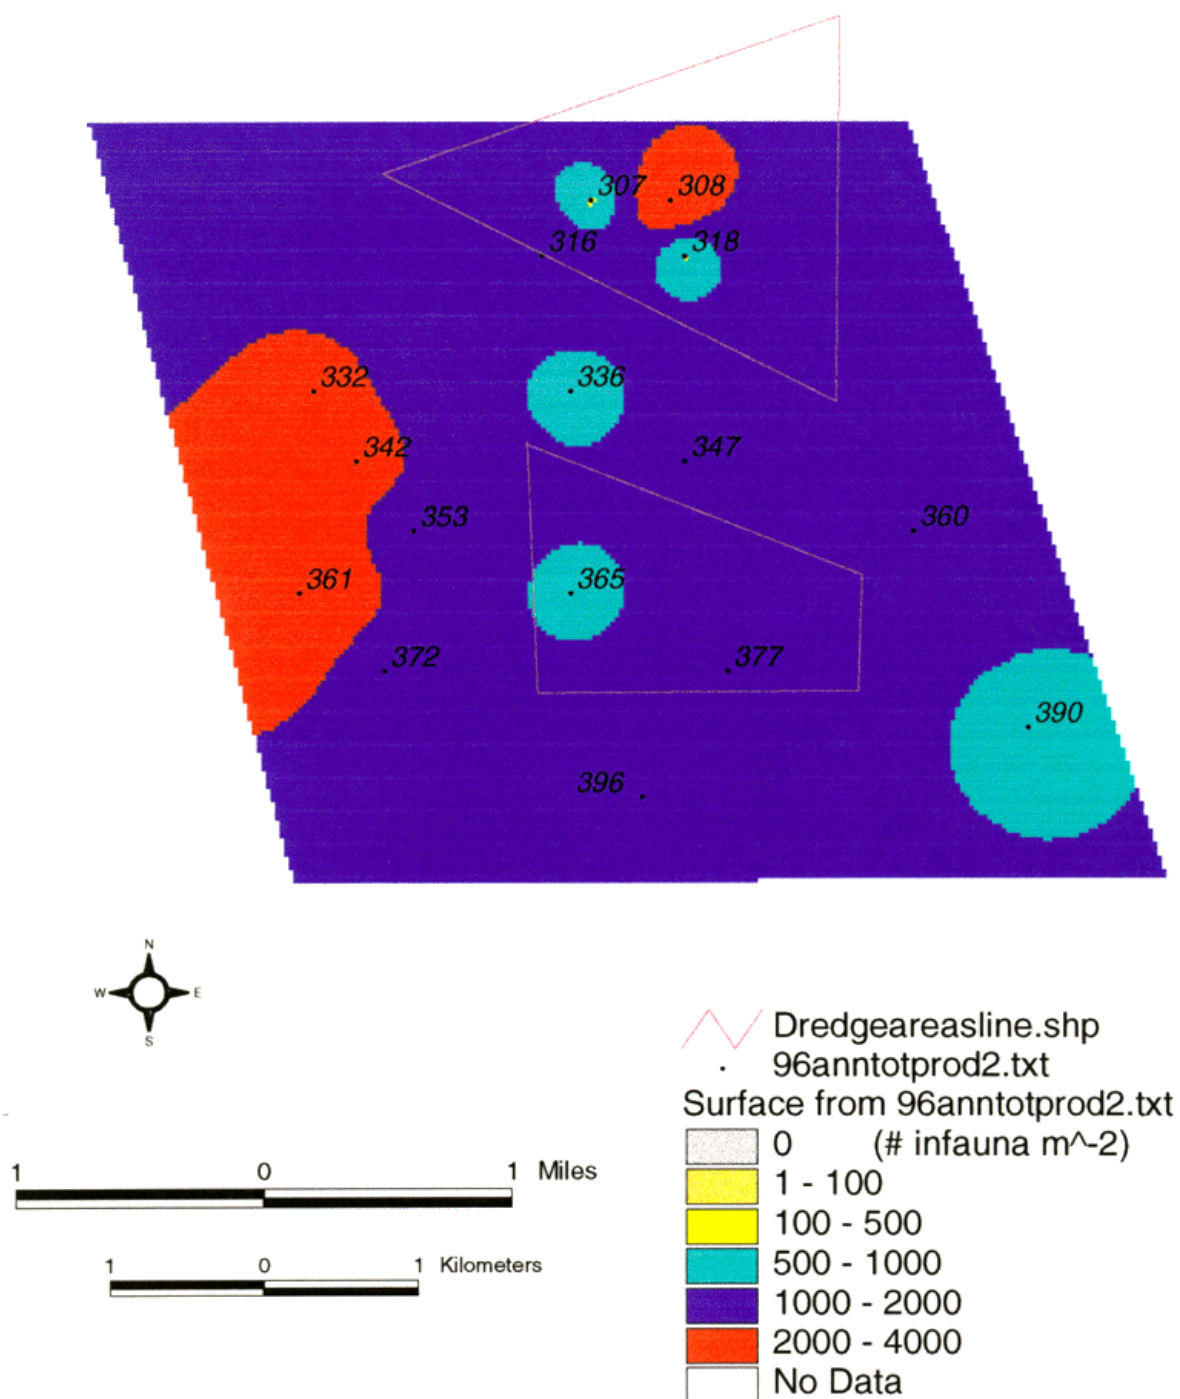 307 308
316 318
332 336
342 347
353 360
361 365
372 377
390
396
N
W E
S
Dredgeareasline.shp
96anntotprod2.txt
Surface from 96anntotprod2.txt
0 (# infauna m^-2)
1 - 100
100 - 500
500 - 1000
1000 - 2000
2000 - 4000
No Data
1 0 1 Miles
1 0 1 Kilometers